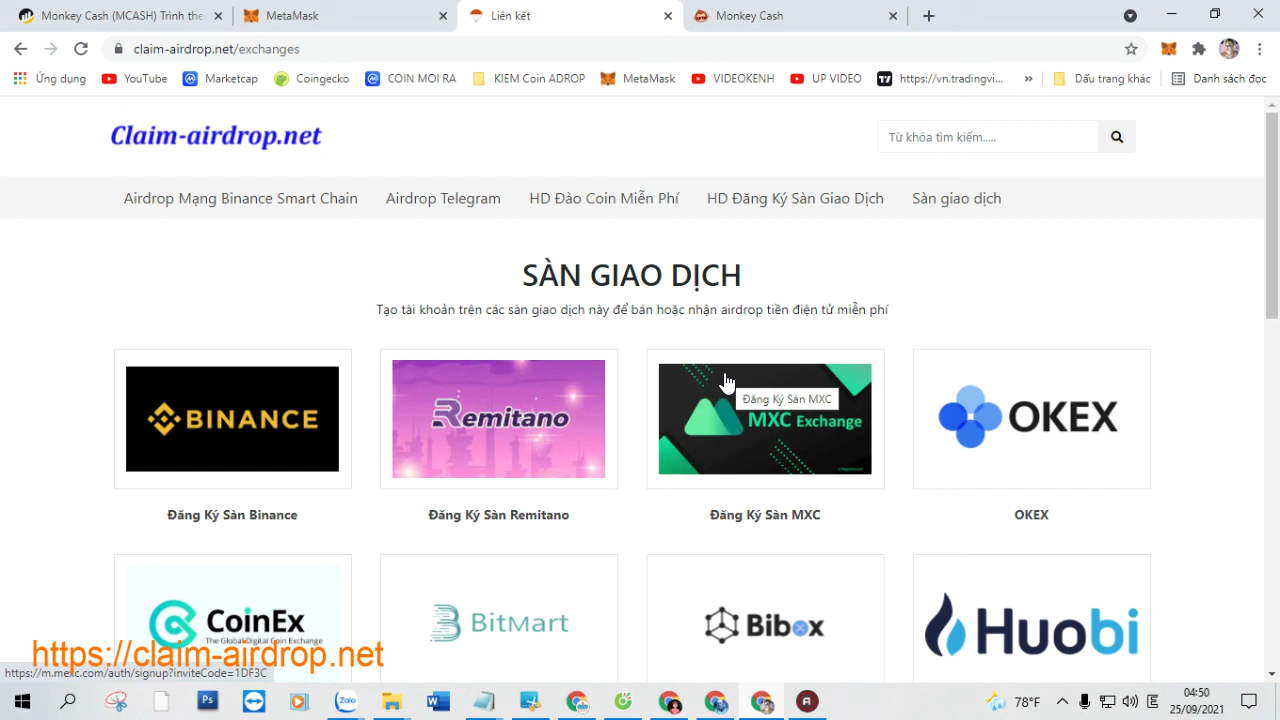 Monkey Cash (MCASH) Trình the
MetaMask
Liên kết
Monkey Cash
claim-airdrop.net/exchanges
Ứng dụng
YouTube
Marketcap
Coingecko
COIN MOI RA
KIEM Coin ADROP
MetaMask
VIDEOKENH
UP VIDEO
https://vn.tradingvi...
»
Dấu trang khác
Danh sách đọc
Claim-airdrop.net
Từ khóa tìm kiếm.....
Airdrop Mạng Binance Smart Chain
Airdrop Telegram
HD Đào Coin Miễn Phí
HD Đăng Ký Sàn Giao Dịch
Sàn giao dịch
SÀN GIAO DỊCH
Tạo tài khoản trên các sàn giao dịch này để bán hoặc nhận airdrop tiền điện tử miễn phí
BINANCE
Remitano
Đăng Ký Sàn MXC
MXC Exchange
OKEX
Đăng Ký Sàn Binance
Đăng Ký Sàn Remitano
Đăng Ký Sàn MXC
OKEX
CoinEx
The Global Digital Coin Exchange
BitMart
Bibox
Huobi
https://claim-airdrop.net
https://m.mexc.com/auth/signup?inviteCode=1DF3C
Ps
Zalo
78°F
04:50
25/09/2021